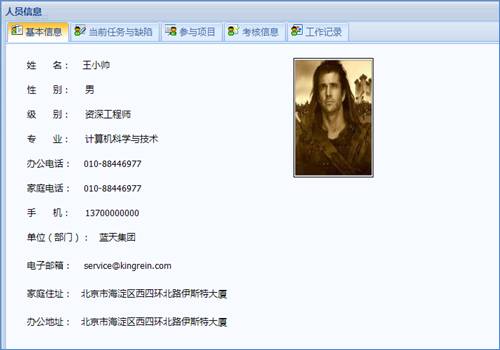 人员信息
基本信息 当前任务与缺陷 参与项目 考核信息 工作记录
姓 名： 王小帅
性 别： 男
级 别： 资深工程师
专 业： 计算机科学与技术
办公电话： 010-88446977
家庭电话： 010-88446977
手 机： 13700000000
单位（部门）： 蓝天集团
电子邮箱： service@kingrein.com
家庭住址： 北京市海淀区西四环北路伊斯特大厦
办公地址： 北京市海淀区西四环北路伊斯特大厦